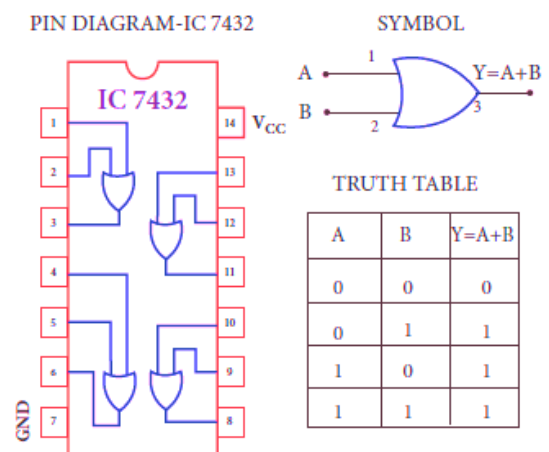 PIN DIAGRAM-IC 7432
IC 7432
1
2
3
4
5
6
7
GND
14 VCC
13
12
11
10
9
8
SYMBOL
A
1
B
2
Y=A+B
3
TRUTH TABLE
A B Y=A+B
0 0 0
0 1 1
1 0 1
1 1 1